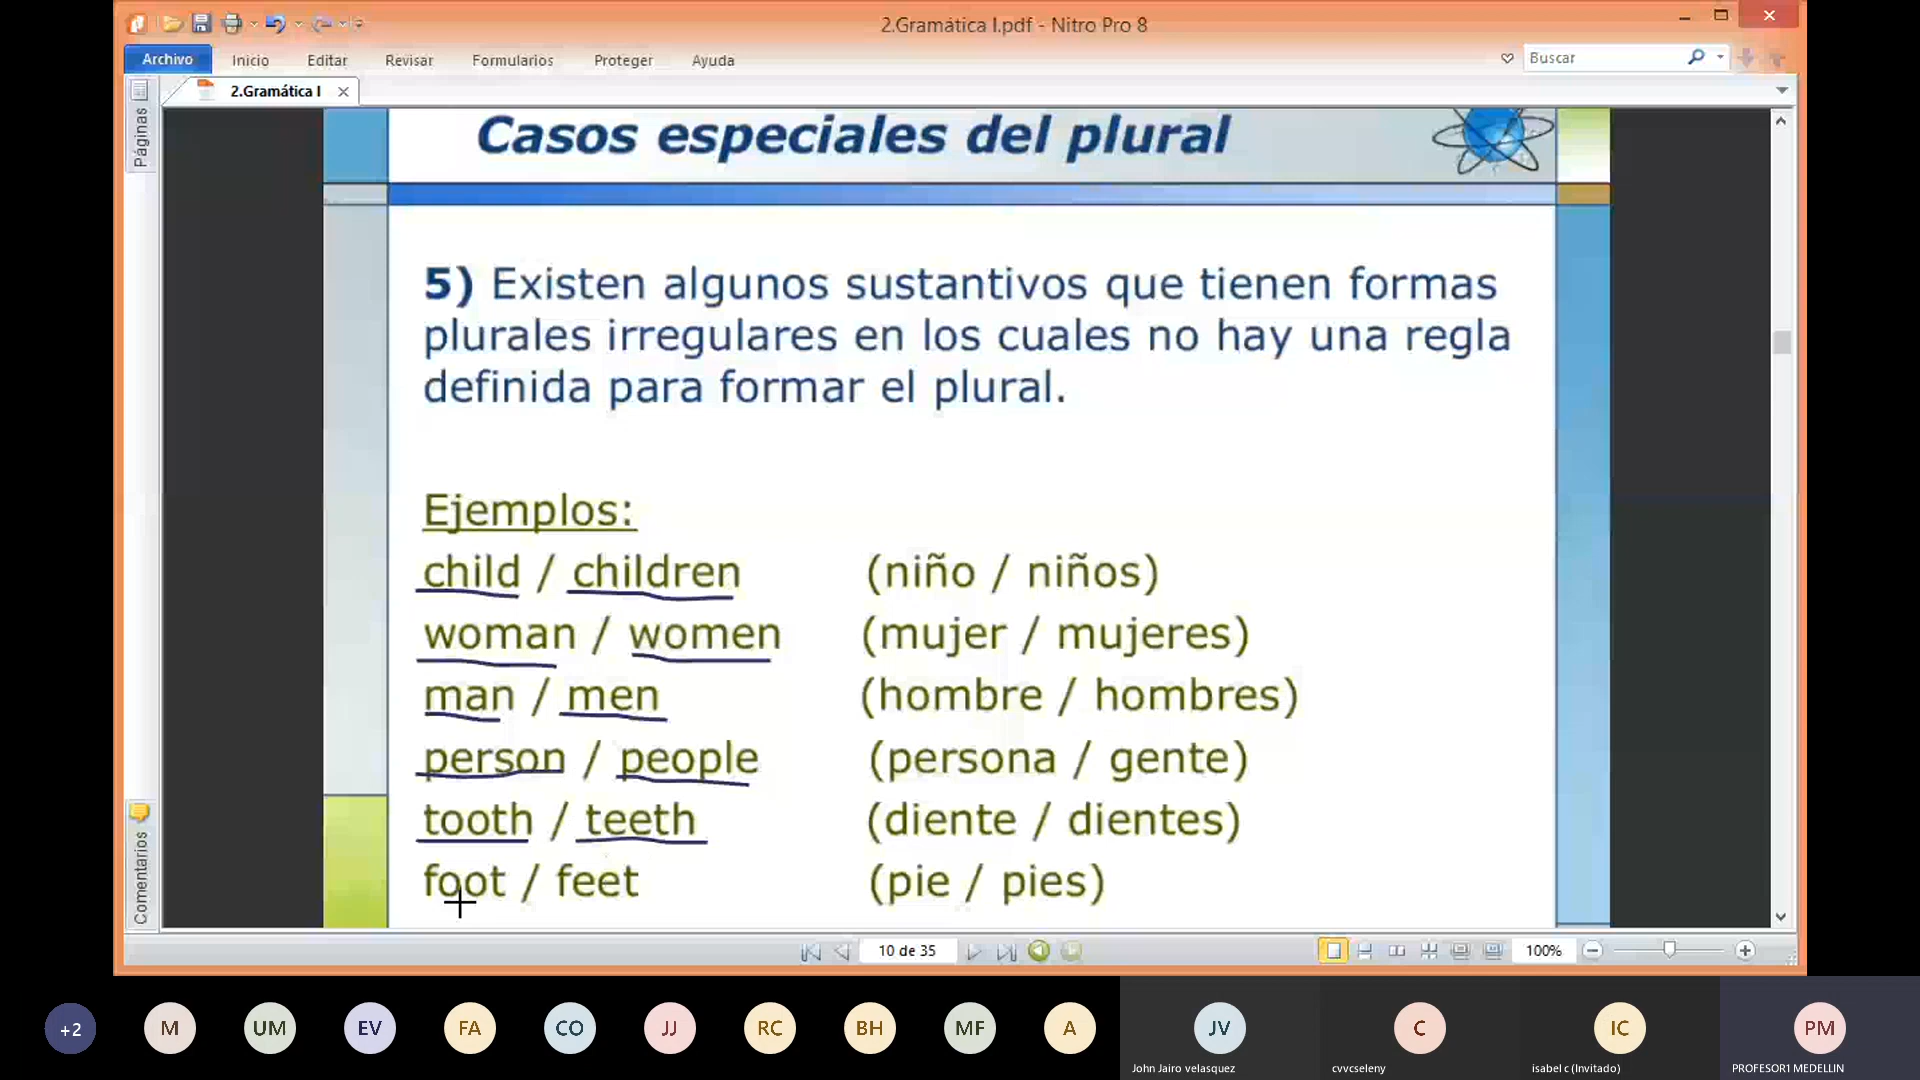 2.Gramática I.pdf - Nitro Pro 8
Archivo Inicio Editar Revisar Formularios Proteger Ayuda Buscar
2.Gramática I
Páginas
Casos especiales del plural
5) Existen algunos sustantivos que tienen formas
plurales irregulares en los cuales no hay una regla
definida para formar el plural.
Ejemplos:
child / children (niño / niños)
woman / women (mujer / mujeres)
man / men (hombre / hombres)
person / people (persona / gente)
tooth / teeth (diente / dientes)
foot / feet (pie / pies)
Comentarios
10 de 35 100%
+2 M UM EV FA CO JJ RC BH MF A JV C IC PM
John Jairo velasquez cvvcseleny isabel c (Invitado) PROFESOR1 MEDELLIN